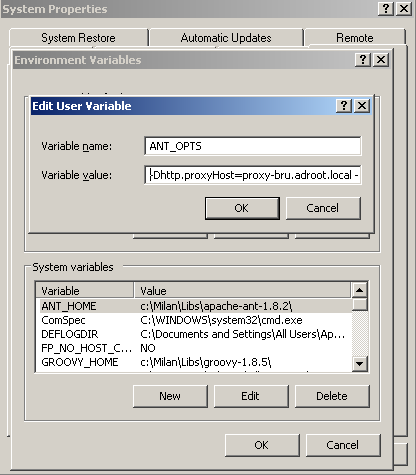 System Properties
System Restore Automatic Updates Remote
Environment Variables
Edit User Variable
Variable name: ANT_OPTS
Variable value: -Dhttp.proxyHost=proxy-bru.adroot.local -
OK Cancel
System variables
Variable Value
ANT_HOME c:\Milan\Libs\apache-ant-1.8.2\
ComSpec C:\WINDOWS\system32\cmd.exe
DEFLOGDIR C:\Documents and Settings\All Users\Ap...
FP_NO_HOST_C... NO
GROOVY_HOME c:\Milan\Libs\groovy-1.8.5\
New Edit Delete
OK Cancel